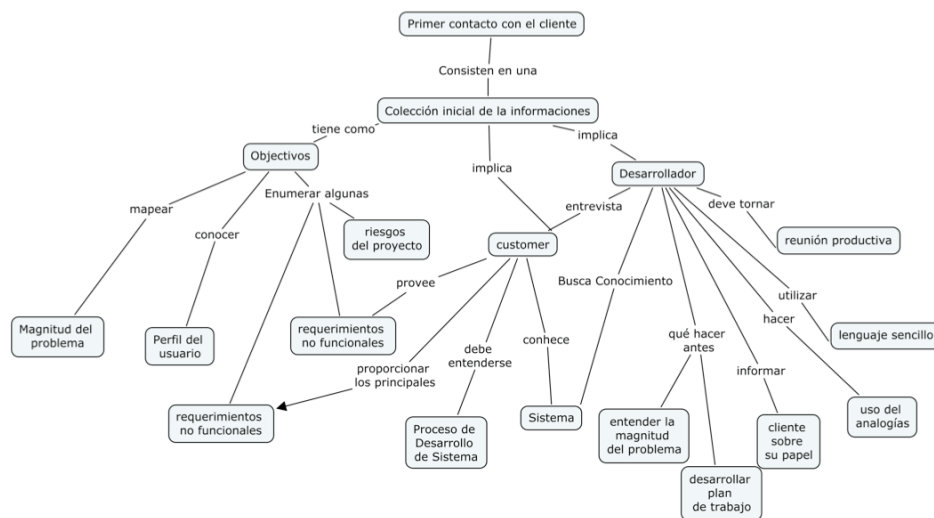 Primer contacto con el cliente
Consisten en una
Colección inicial de la informaciones
tiene como
implica
implica
Objectivos
Desarrollador
Enumerar algunas
mapear
conocer
entrevista
deve tornar
riesgos
del proyecto
customer
reunión productiva
provee
Busca Conocimiento
utilizar
hacer
Magnitud del
problema
Perfil del
usuario
requerimientos
no funcionales
conhece
qué hacer
antes
lenguaje sencillo
debe
entenderse
proporcionar
los principales
informar
requerimientos
no funcionales
Proceso de
Desarrollo
de Sistema
Sistema
entender la
magnitud
del problema
cliente
sobre
su papel
uso del
analogías
desarrollar
plan
de trabajo